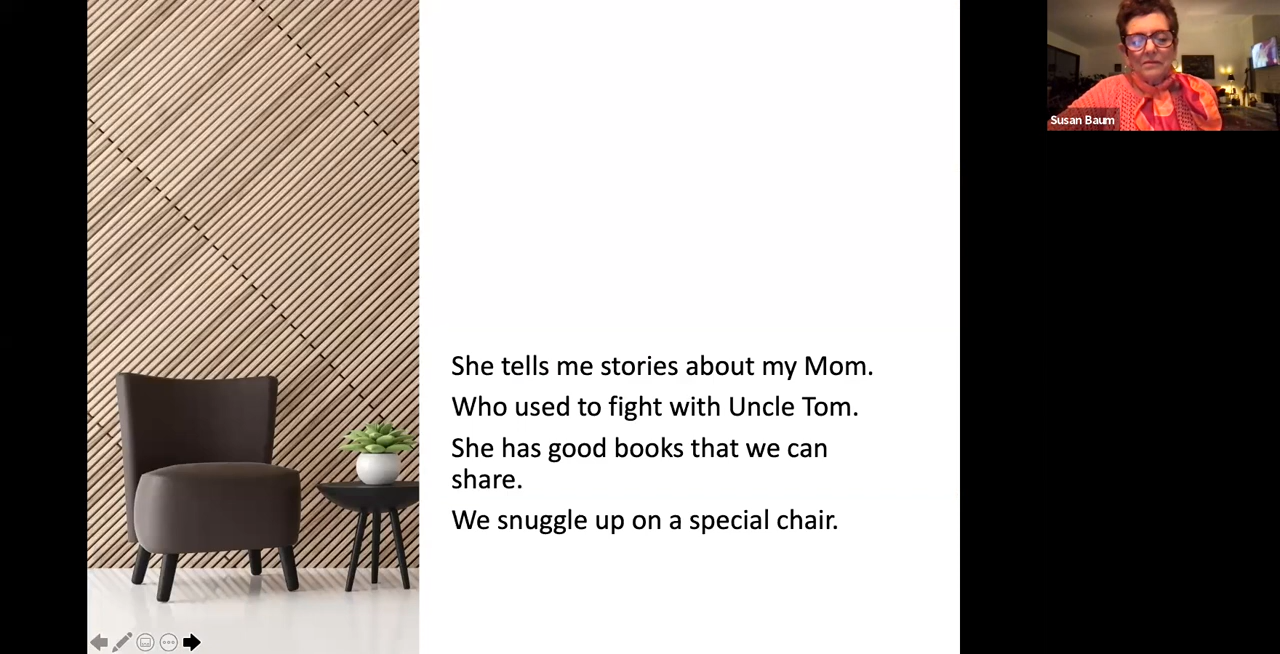 She tells me stories about my Mom.
Who used to fight with Uncle Tom.
She has good books that we can
share.
We snuggle up on a special chair.
Susan Baum